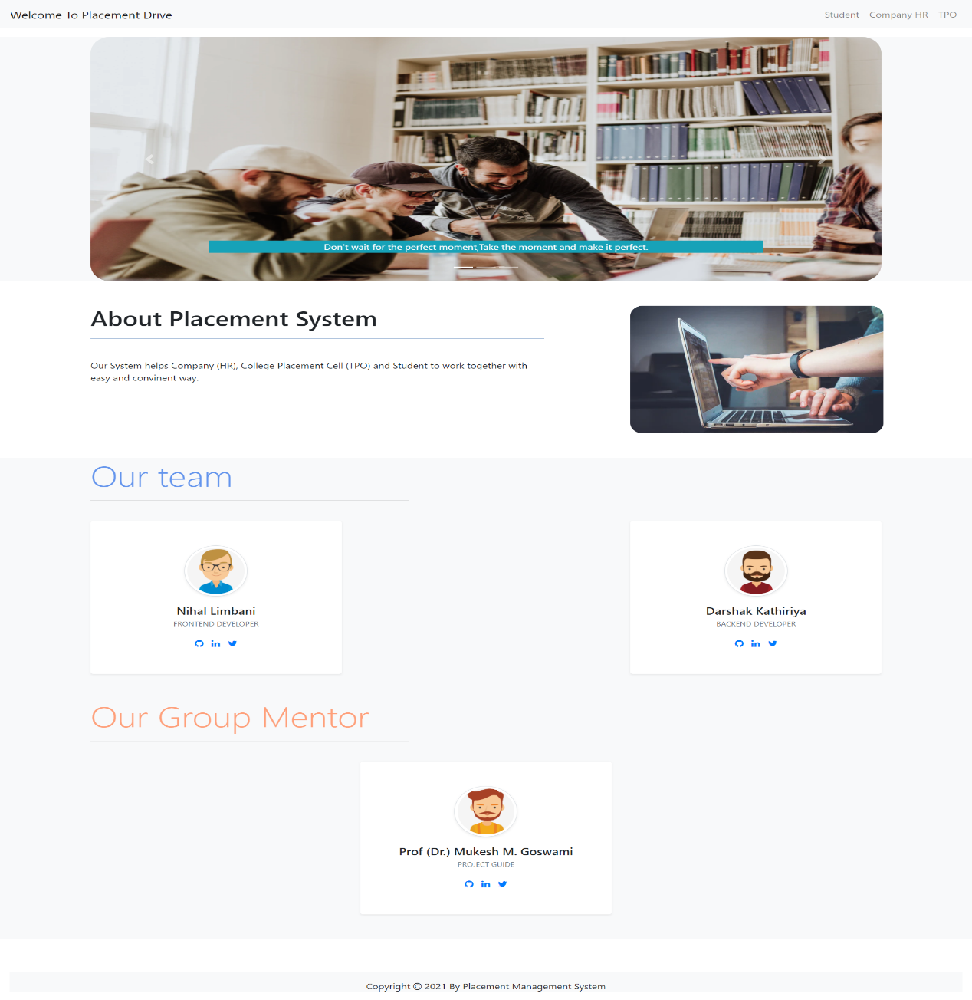 Welcome To Placement Drive
Student Company HR TPO
Don't wait for the perfect moment,Take the moment and make it perfect.
About Placement System
Our System helps Company (HR), College Placement Cell (TPO) and Student to work together with
easy and convinent way.
Our team
Nihal Limbani
FRONTEND DEVELOPER
Darshak Kathiriya
BACKEND DEVELOPER
Our Group Mentor
Prof (Dr.) Mukesh M. Goswami
PROJECT GUIDE
Copyright © 2021 By Placement Management System